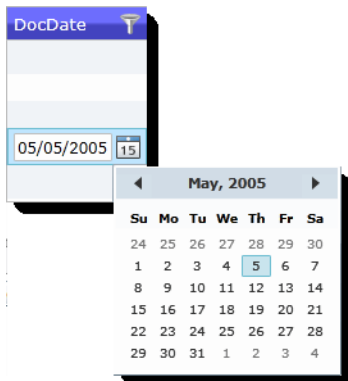 DocDate
05/05/2005 15
May, 2005
Su Mo Tu We Th Fr Sa
24 25 26 27 28 29 30
1 2 3 4 5 6 7
8 9 10 11 12 13 14
15 16 17 18 19 20 21
22 23 24 25 26 27 28
29 30 31 1 2 3 4